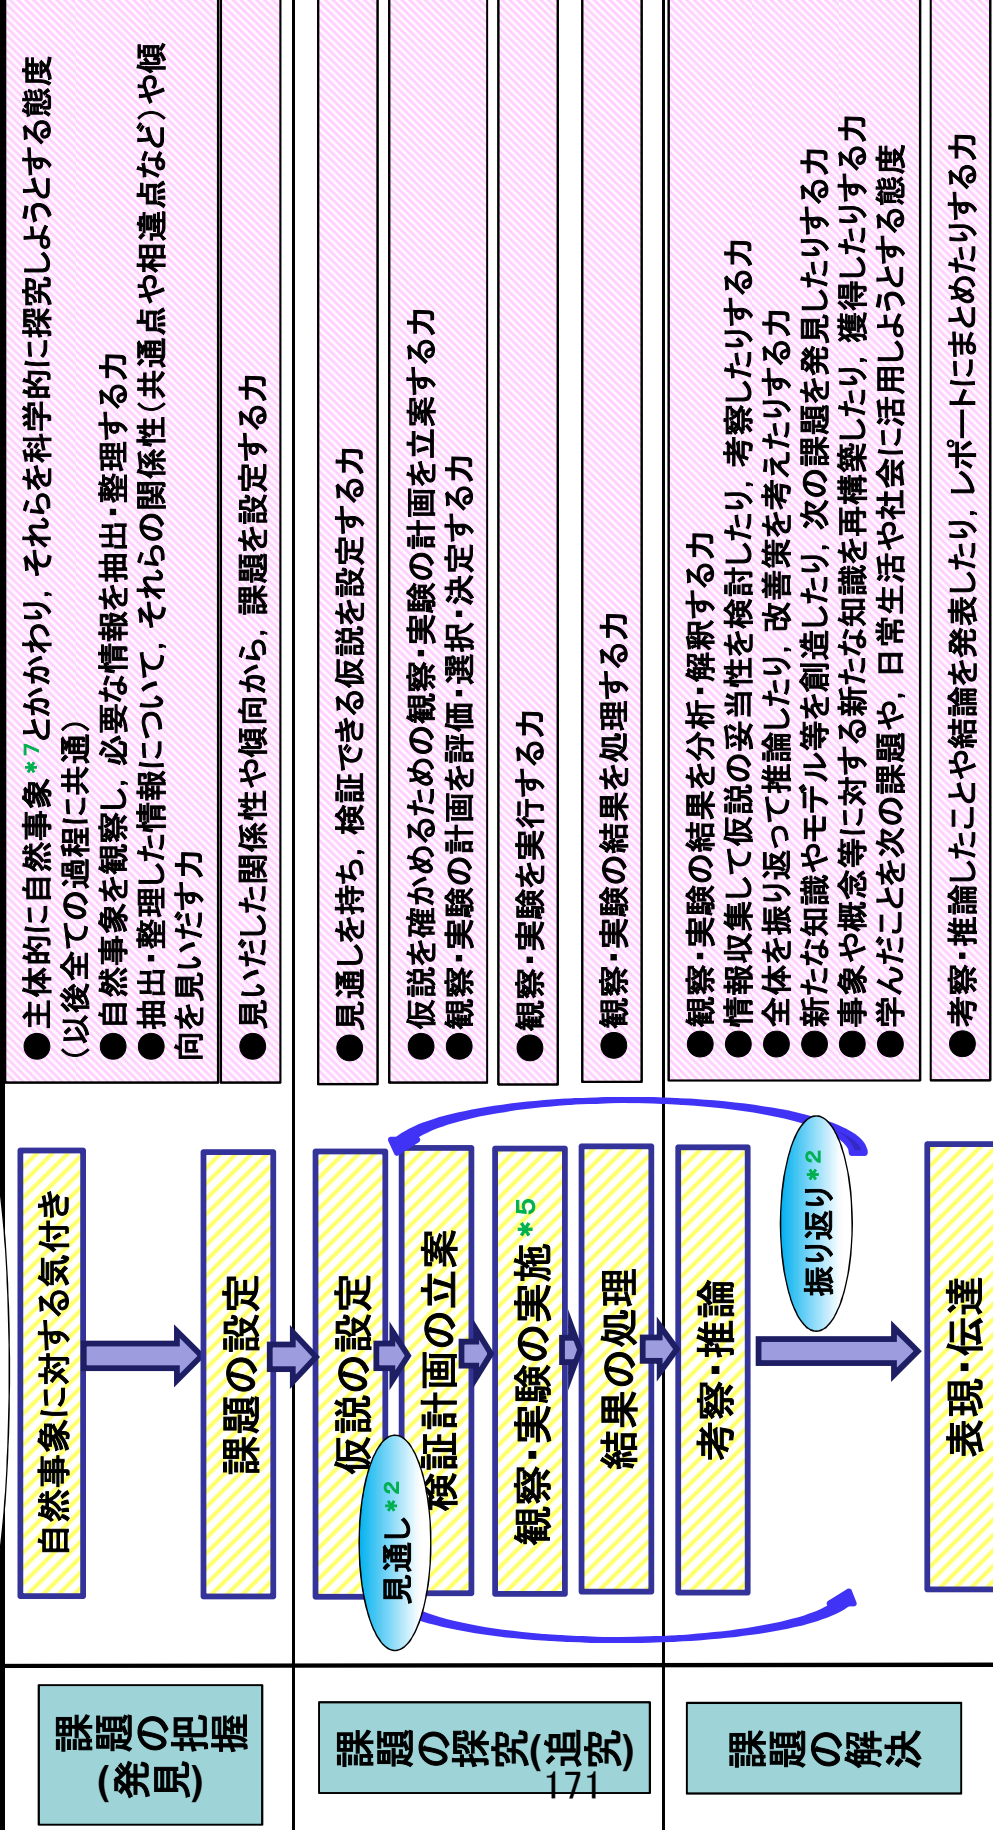 課題の把握
(発見)
自然事象に対する気付き
●主体的に自然事象*7とかかわり，それらを科学的に探究しようとする態度
（以後全ての過程に共通）
●自然事象を観察し，必要な情報を抽出・整理する力
●抽出・整理した情報について，それらの関係性（共通点や相違点など）や傾
向を見いだす力
課題の設定
●見いだした関係性や傾向から，課題を設定する力
課題の探究(追究)
見通し*2
仮説の設定
●見通しを持ち，検証できる仮説を設定する力
検証計画の立案
●仮説を確かめるための観察・実験の計画を立案する力
●観察・実験の計画を評価・選択・決定する力
観察・実験の実施*5
●観察・実験を実行する力
結果の処理
●観察・実験の結果を処理する力
課題の解決
考察・推論
●観察・実験の結果を分析・解釈する力
●情報収集して仮説の妥当性を検討したり，考察したりする力
●全体を振り返って推論したり，改善策を考えたりする力
●新たな知識やモデル等を創造したり，次の課題を発見したりする力
●事象や概念等に対する新たな知識を再構築したり，獲得したりする力
●学んだことを次の課題や，日常生活や社会に活用しようとする態度
振り返り*2
表現・伝達
●考察・推論したことや結論を発表したり，レポートにまとめたりする力
171